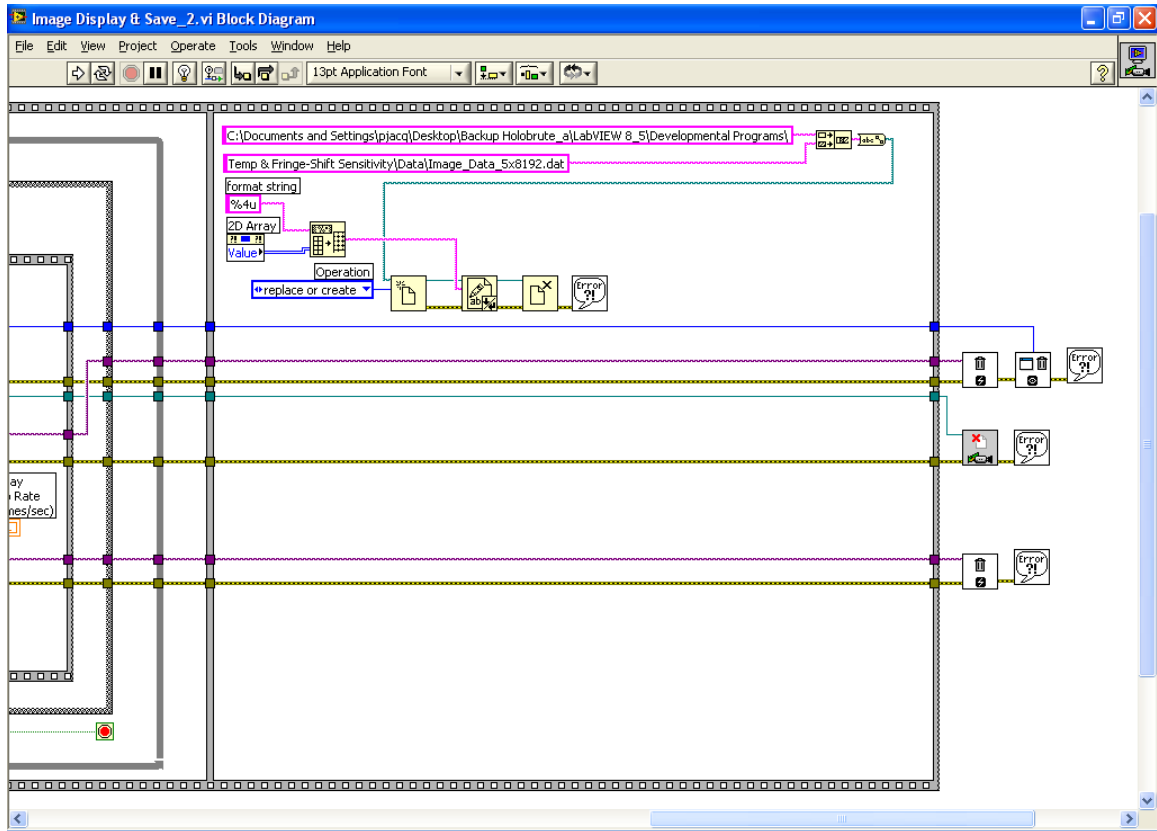 Image Display & Save_2.vi Block Diagram
File Edit View Project Operate Tools Window Help
13pt Application Font
C:\Documents and Settings\pjacq\Desktop\Backup Holobrute_a\LabVIEW 8_5\Developmental Programs\
Temp & Fringe-Shift Sensitivity\Data\Image_Data_5x8192.dat
format string
%4u
2D Array
Value
Operation
replace or create
Error ?!
Error ?!
Error ?!
ay
Rate
mes/sec)
Error ?!